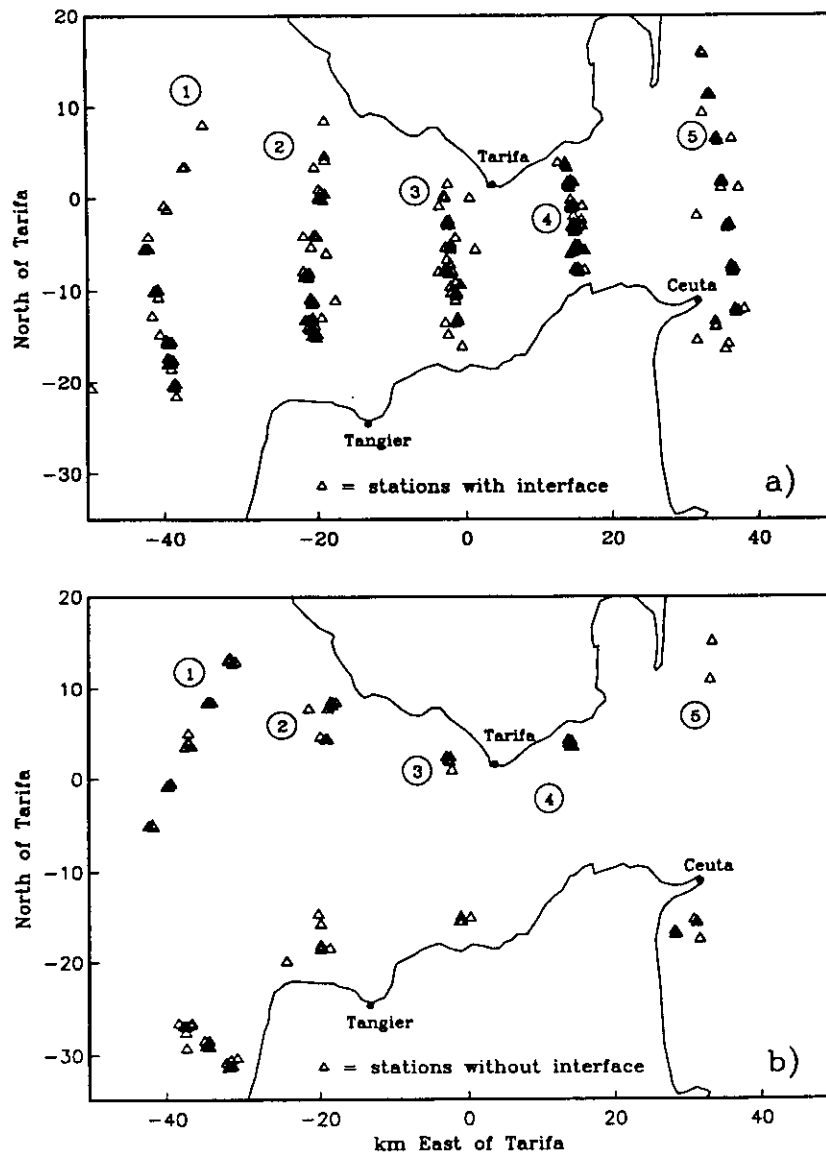 20
10
0
-10
-20
-30
North of Tarifa
1
2
3
4
5
Tarifa
Ceuta
Tangier
△ = stations with interface
a)
-40
-20
0
20
40
20
10
0
-10
-20
-30
North of Tarifa
1
2
3
4
5
Tarifa
Ceuta
Tangier
△ = stations without interface
b)
-40
-20
0
20
40
km East of Tarifa